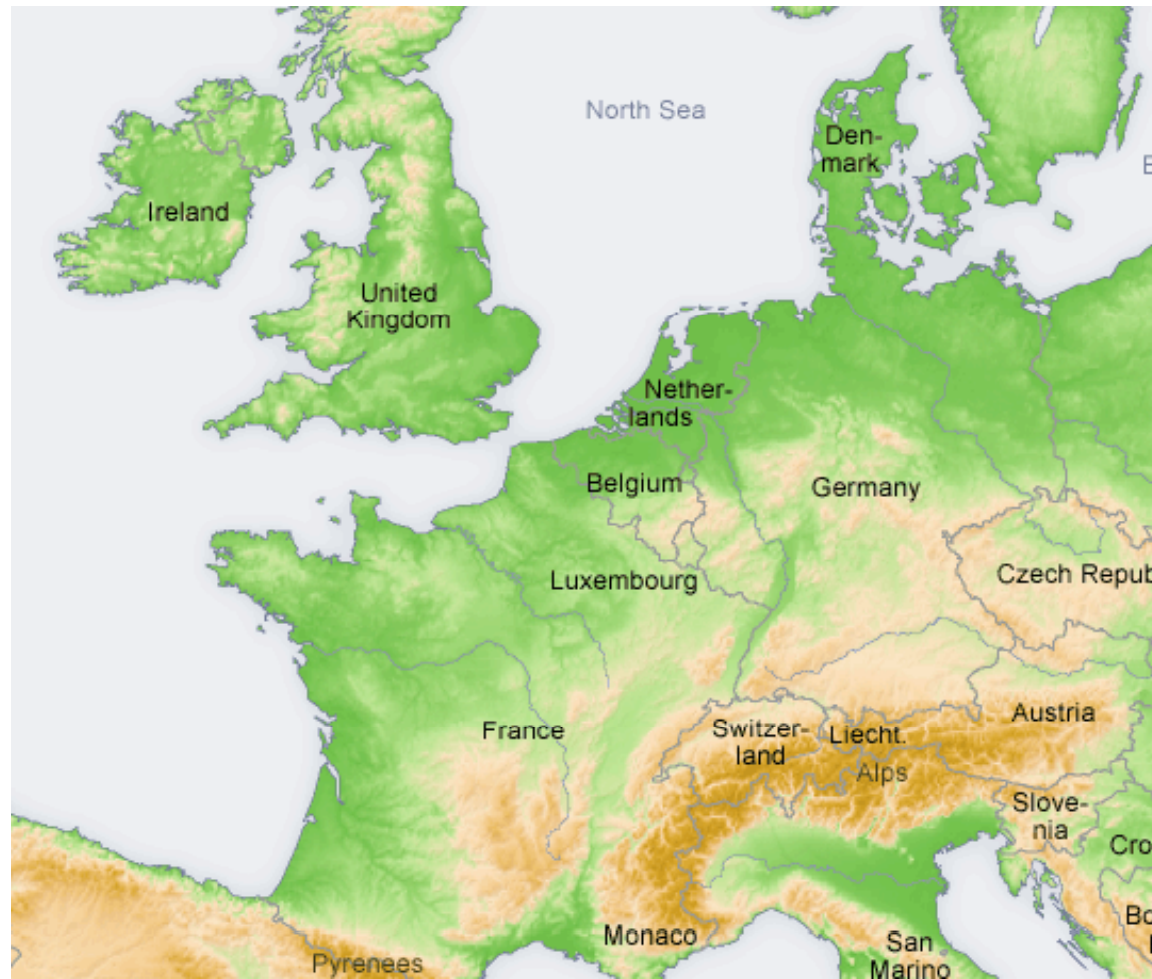 North Sea
Den-
mark
B
Ireland
United
Kingdom
Nether-
lands
Belgium
Germany
Luxembourg
Czech Repub
France
Switzer-
land
Liecht.
Austria
Alps
Slove-
nia
Cro
Bo
Monaco
San
Marino
Pyrenees